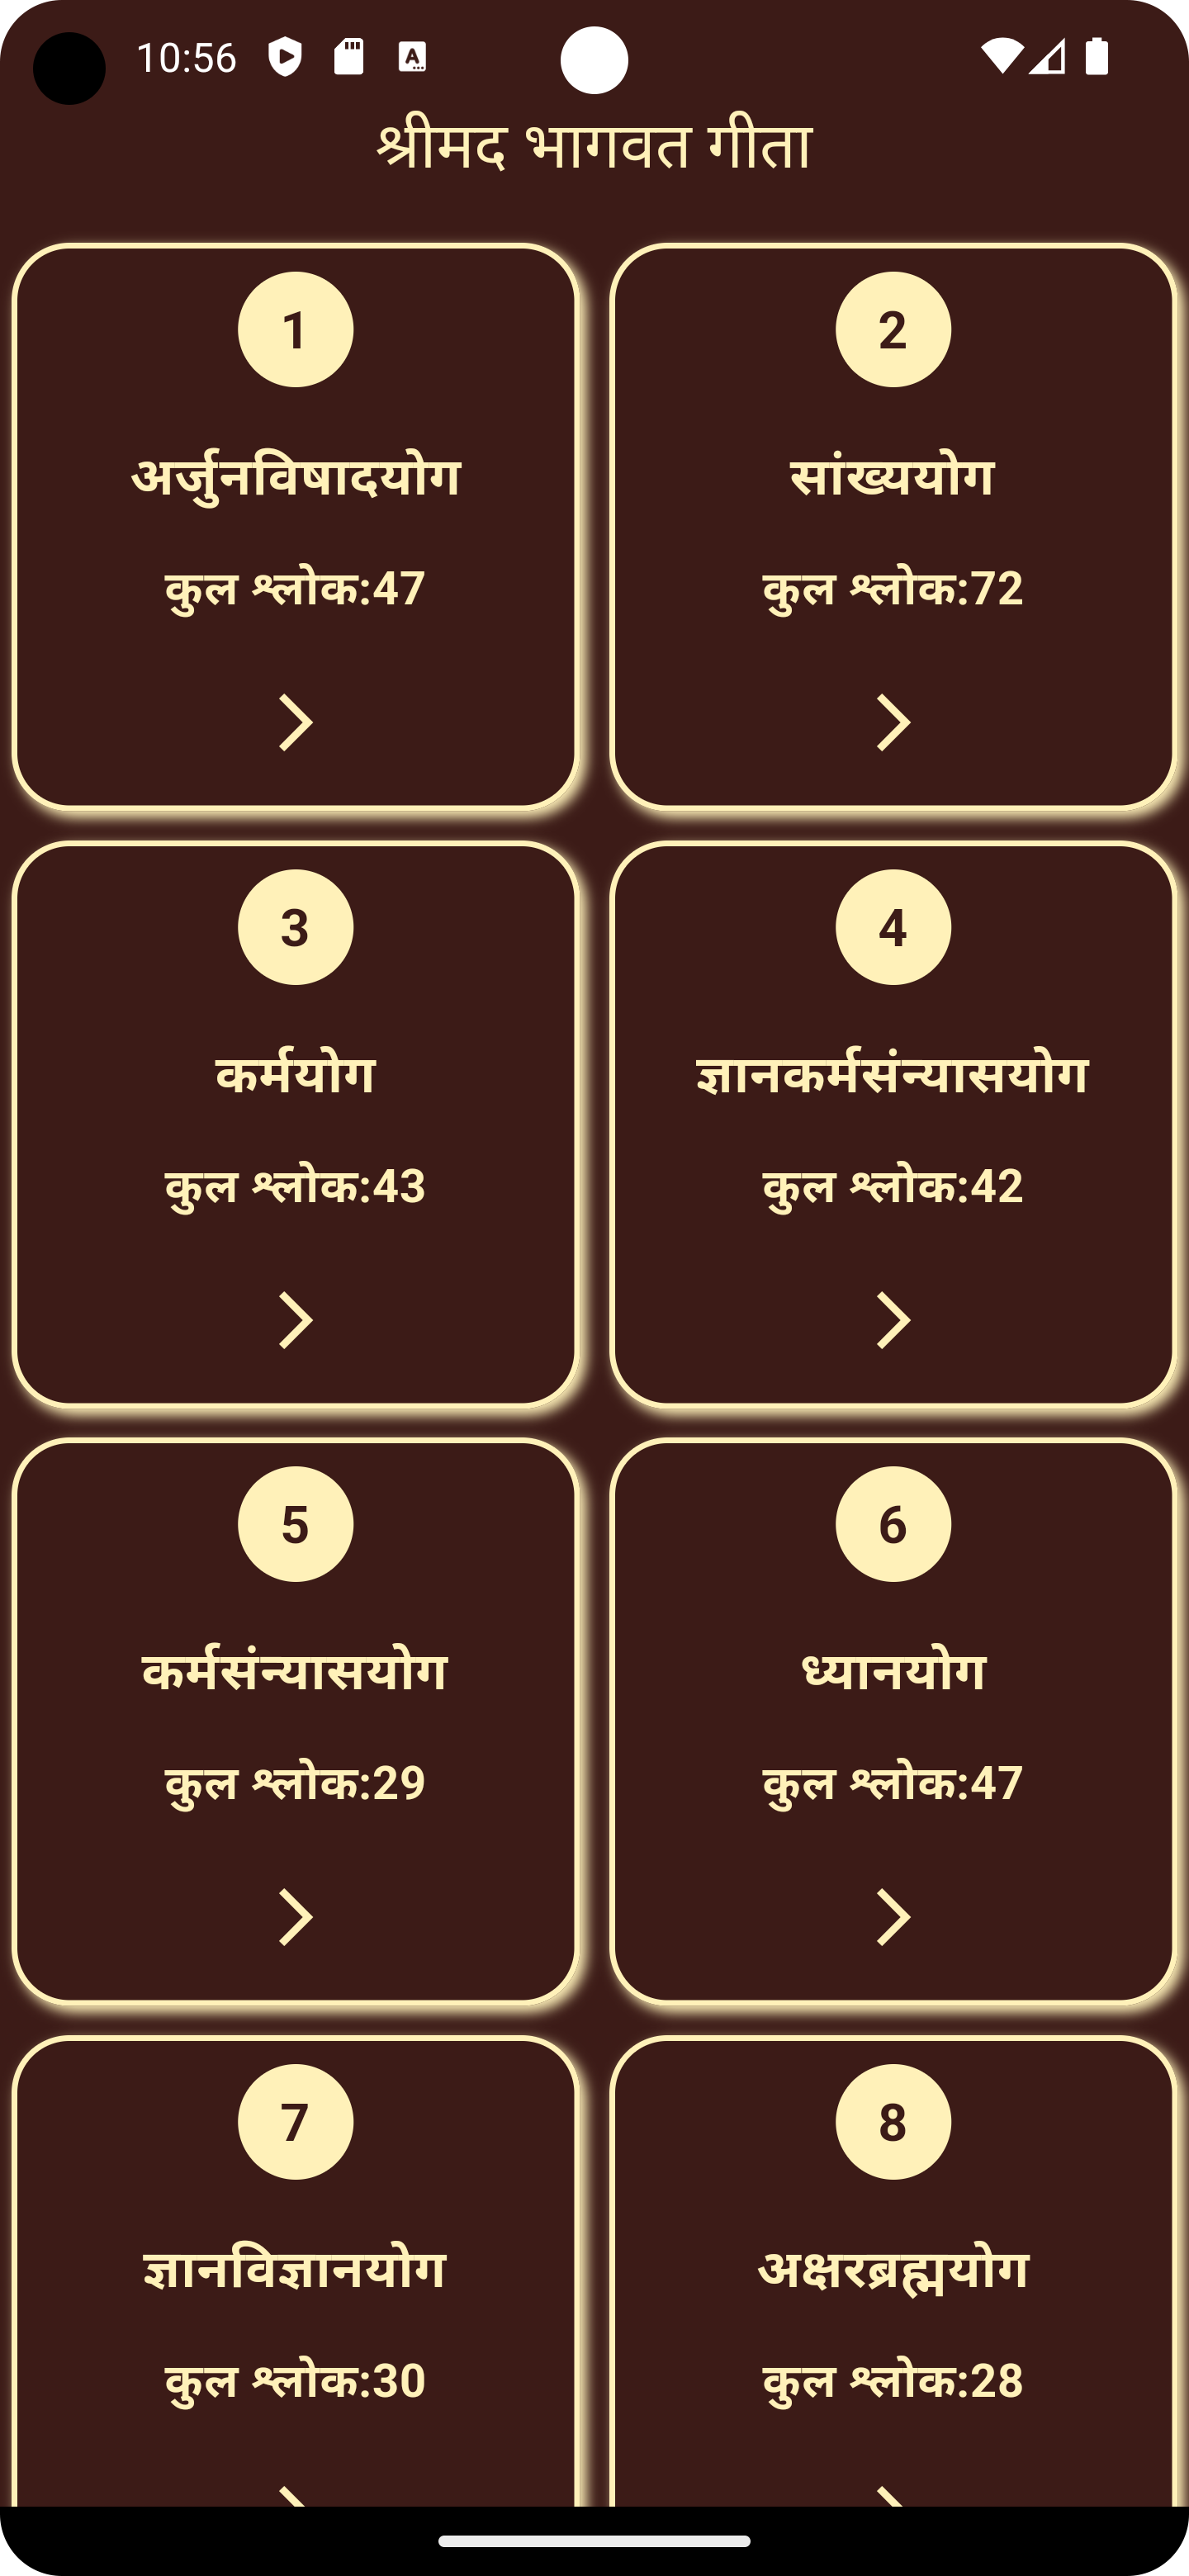 10:56
श्रीमद भागवत गीता
1
अर्जुनविषादयोग
कुल श्लोक:47
2
सांख्ययोग
कुल श्लोक:72
3
कर्मयोग
कुल श्लोक:43
4
ज्ञानकर्मसंन्यासयोग
कुल श्लोक:42
5
कर्मसंन्यासयोग
कुल श्लोक:29
6
ध्यानयोग
कुल श्लोक:47
7
ज्ञानविज्ञानयोग
कुल श्लोक:30
8
अक्षरब्रह्मयोग
कुल श्लोक:28